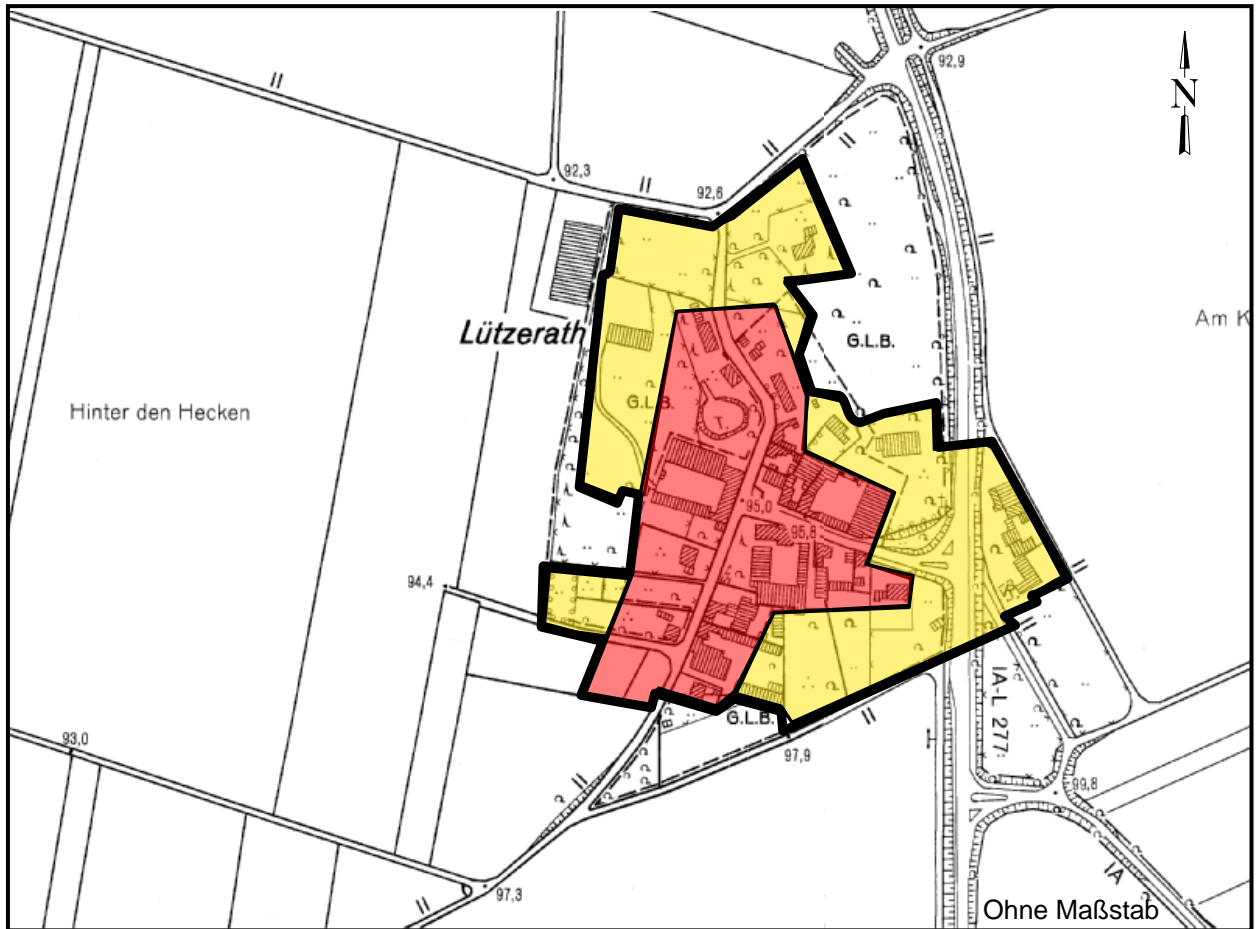 92,9
N
92,3
92,6
Lützerath
Am K
G.L.B.
Hinter den Hecken
G.L.B.
95,0
95,8
94,4
IA-L 277
G.L.B.
93,0
97,9
99,8
IA
97,3
Ohne Maßstab